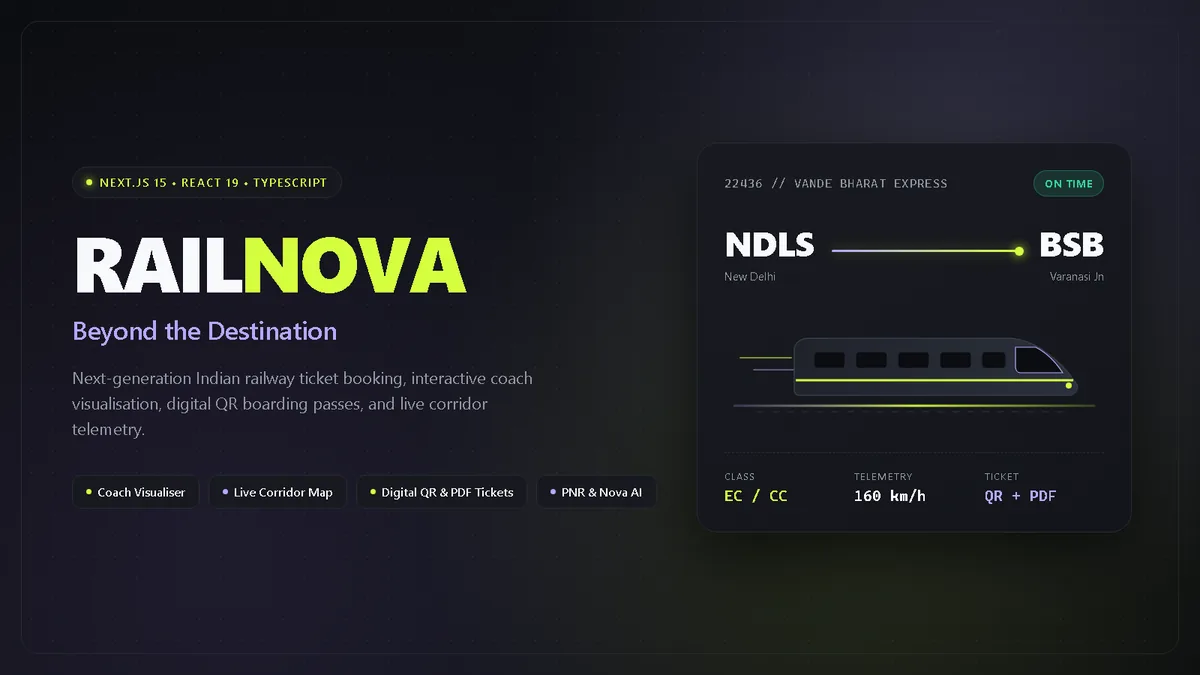 NEXT.JS 15 • REACT 19 • TYPESCRIPT
RAILNOVA
Beyond the Destination
Next-generation Indian railway ticket booking, interactive coach
visualisation, digital QR boarding passes, and live corridor
telemetry.
Coach Visualiser
Live Corridor Map
Digital QR & PDF Tickets
PNR & Nova AI
22436 // VANDE BHARAT EXPRESS
ON TIME
NDLS
BSB
New Delhi
Varanasi Jn
CLASS
EC / CC
TELEMETRY
160 km/h
TICKET
QR + PDF